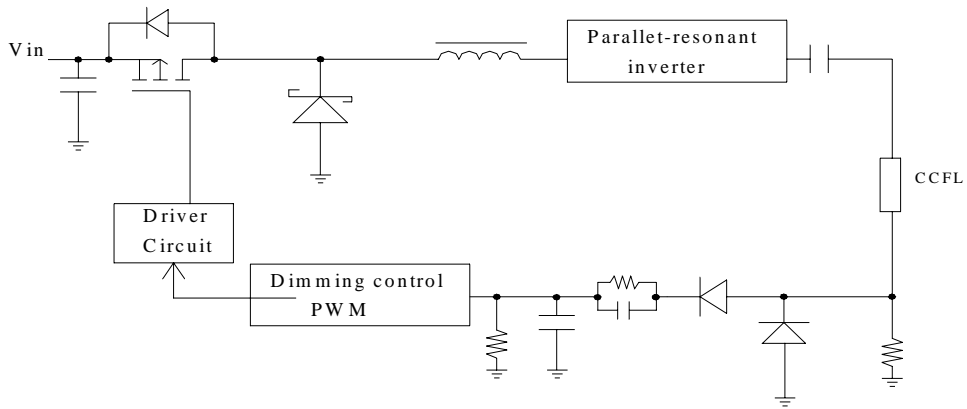 Vin
Parallet-resonant
inverter
CCFL
Driver
Circuit
Dimming control
PWM